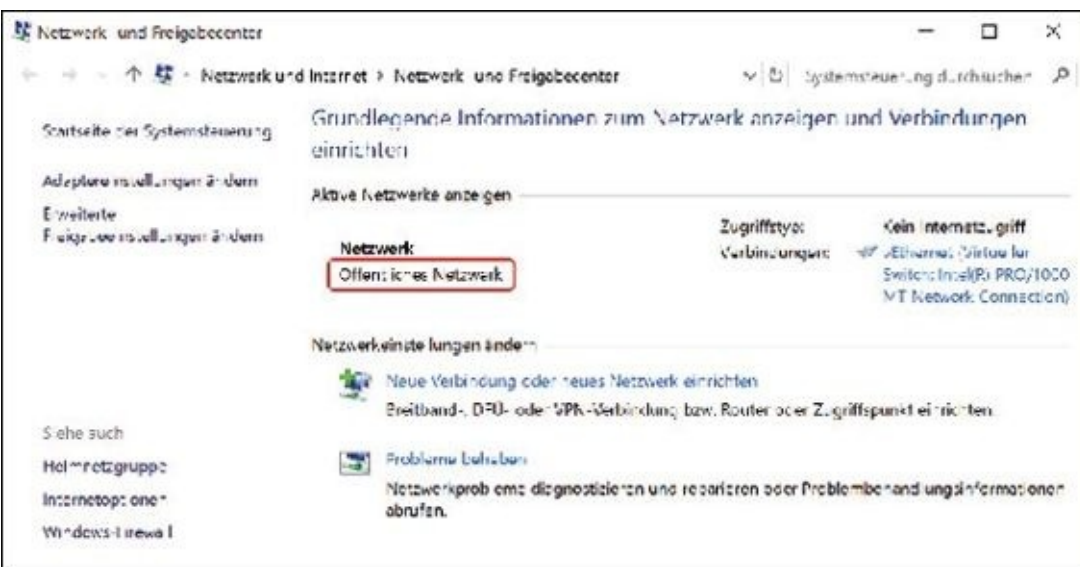 Netzwerk- und Freigabecenter
Netzwerk und Internet > Netzwerk- und Freigabecenter
Systemsteuerung durchsuchen
Startseite der Systemsteuerung
Adaptereinstellungen ändern
Erweiterte
Freigabeeinstellungen ändern
Grundlegende Informationen zum Netzwerk anzeigen und Verbindungen
einrichten
Aktive Netzwerke anzeigen
Netzwerk
Öffentliches Netzwerk
Zugriffstyp: Kein Internetzugriff
Verbindungen: vEthernet (Virtueller
Switch: Intel(R) PRO/1000
MT Network Connection)
Netzwerkeinstellungen ändern
Neue Verbindung oder neues Netzwerk einrichten
Breitband-, DFÜ- oder VPN-Verbindung bzw. Router oder Zugriffspunkt einrichten.
Probleme beheben
Netzwerkprobleme diagnostizieren und reparieren oder Problembehandlungsinformationen
abrufen.
Siehe auch
Heimnetzgruppe
Internetoptionen
Windows-Firewall